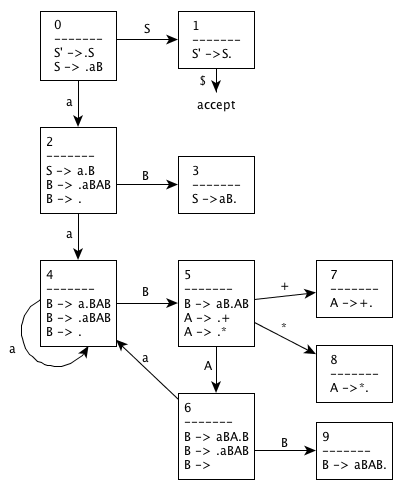 0
-------
S' ->.S
S -> .aB
S
1
-------
S' ->S.
$
accept
a
2
-------
S -> a.B
B -> .aBAB
B -> .
B
3
-------
S ->aB.
a
4
-------
B -> a.BAB
B -> .aBAB
B -> .
a
B
5
-------
B -> aB.AB
A -> .+
A -> .*
+
7
-------
A ->+.
*
8
-------
A ->*.
A
a
6
-------
B -> aBA.B
B -> .aBAB
B ->
B
9
-------
B -> aBAB.